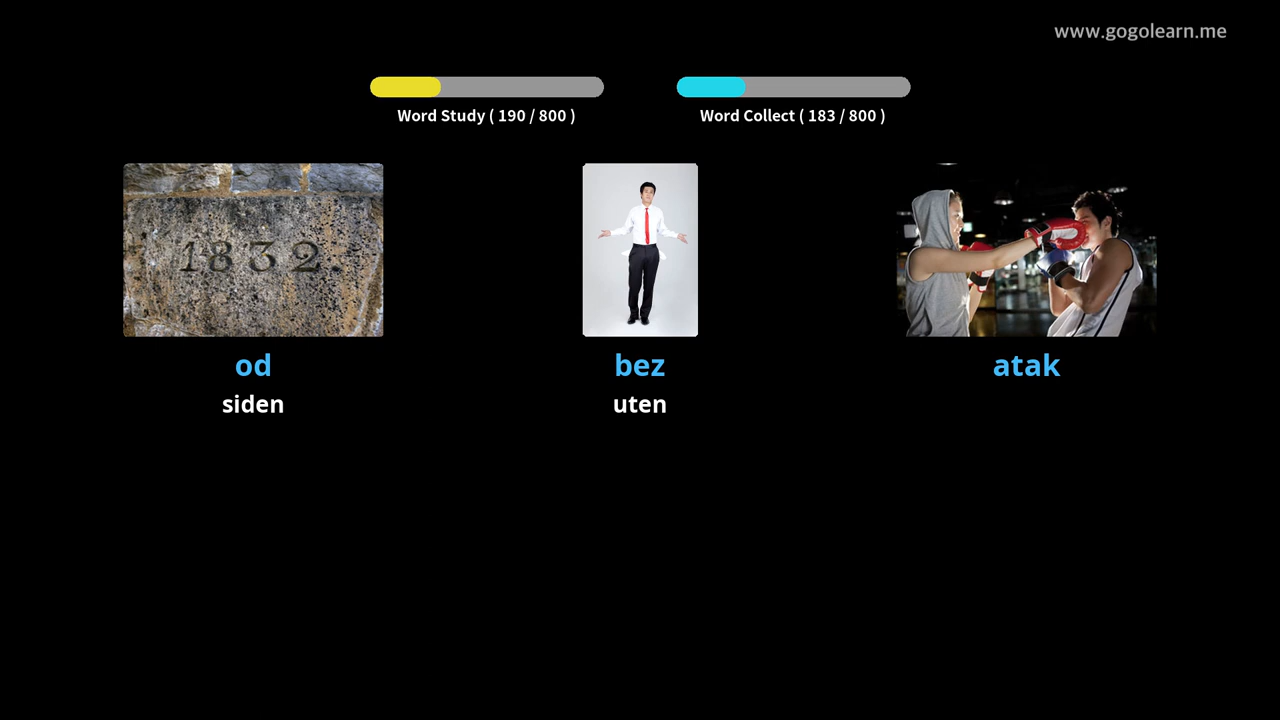 www.gogolearn.me
Word Study ( 190 / 800 )
Word Collect ( 183 / 800 )
1832
od
bez
atak
siden
uten